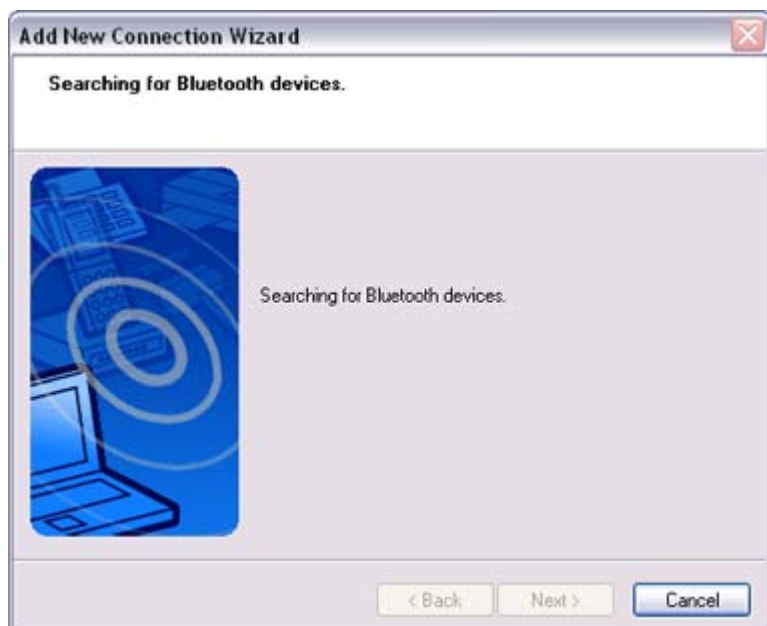 Add New Connection Wizard
Searching for Bluetooth devices.
Searching for Bluetooth devices.
< Back
Next >
Cancel